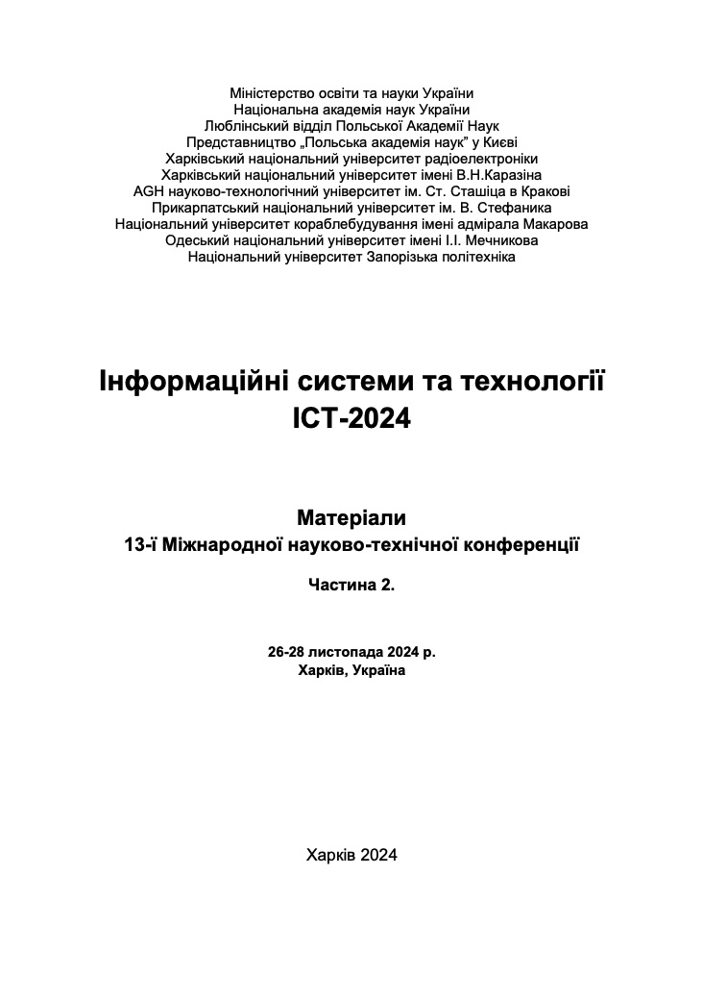 Міністерство освіти та науки України
Національна академія наук України
Люблінський відділ Польської Академії Наук
Представництво „Польська академія наук” у Києві
Харківський національний університет радіоелектроніки
Харківський національний університет імені В.Н.Каразіна
AGH науково-технологічний університет ім. Ст. Сташіца в Кракові
Прикарпатський національний університет ім. В. Стефаника
Національний університет кораблебудування імені адмірала Макарова
Одеський національний університет імені І.І. Мечникова
Національний університет Запорізька політехніка
Інформаційні системи та технології
ІСТ-2024
Матеріали
13-ї Міжнародної науково-технічної конференції
Частина 2.
26-28 листопада 2024 р.
Харків, Україна
Харків 2024